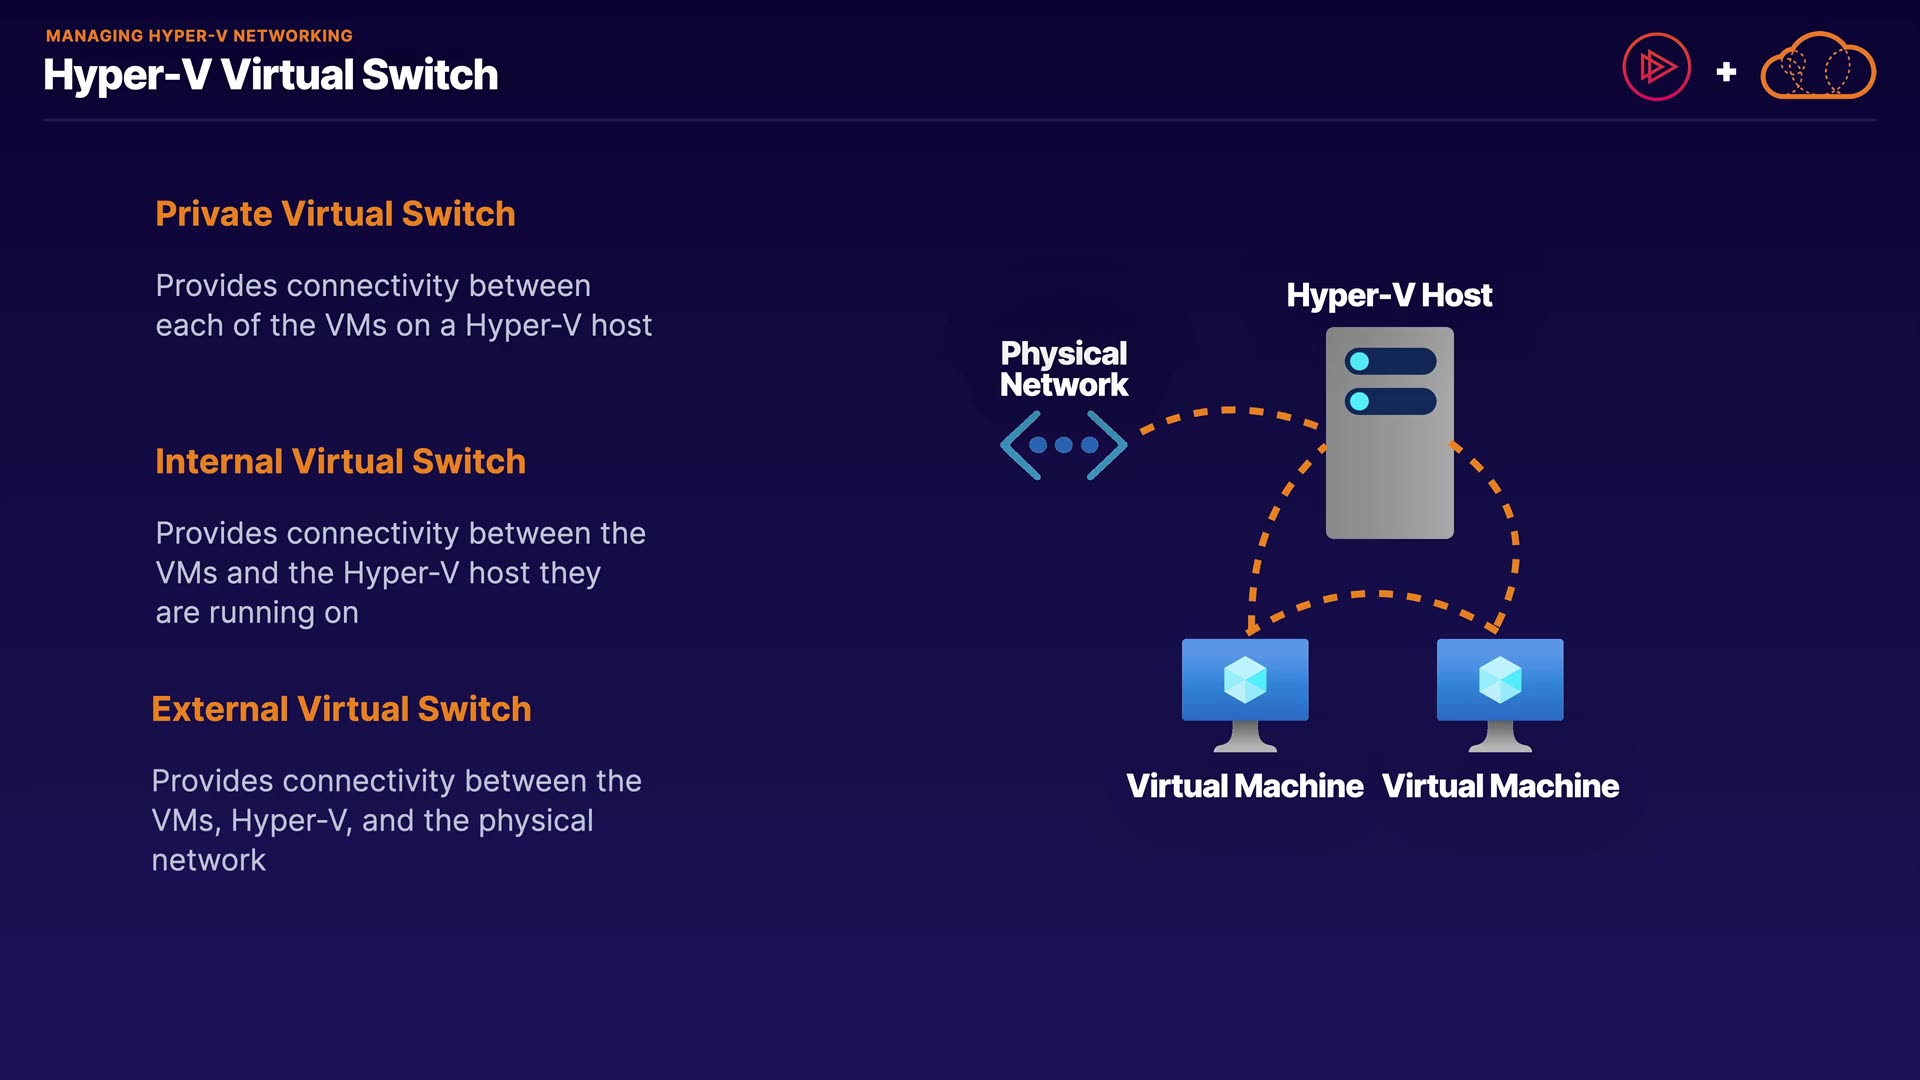 MANAGING HYPER-V NETWORKING
Hyper-V Virtual Switch
Private Virtual Switch
Provides connectivity between
each of the VMs on a Hyper-V host
Internal Virtual Switch
Provides connectivity between the
VMs and the Hyper-V host they
are running on
External Virtual Switch
Provides connectivity between the
VMs, Hyper-V, and the physical
network
Hyper-V Host
Physical
Network
Virtual Machine
Virtual Machine